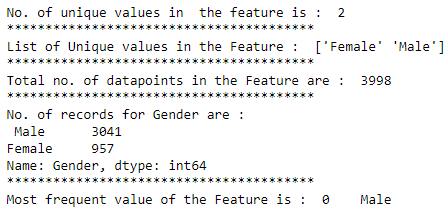 No. of unique values in  the feature is :  2
*****************************************
List of Unique values in the Feature :  ['Female' 'Male']
*****************************************
Total no. of datapoints in the Feature are :  3998
*****************************************
No. of records for Gender are :
 Male      3041
Female     957
Name: Gender, dtype: int64
*****************************************
Most frequent value of the Feature is :  0    Male